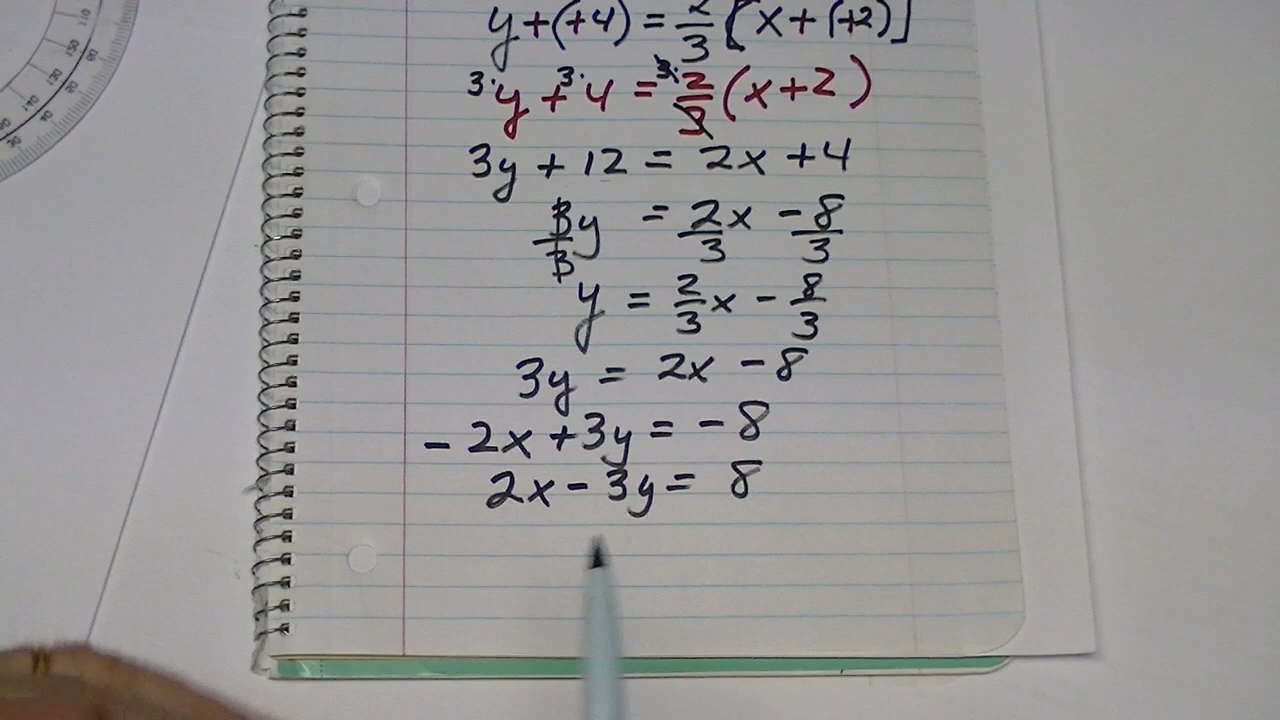 y+(+4) = 2/3 [x+(+2)]
3·y + 3·4 = 3· 2/3 (x+2)
3y + 12 = 2x + 4
3y/3 = 2x/3 - 8/3
y = 2/3 x - 8/3
3y = 2x - 8
- 2x + 3y = - 8
2x - 3y = 8